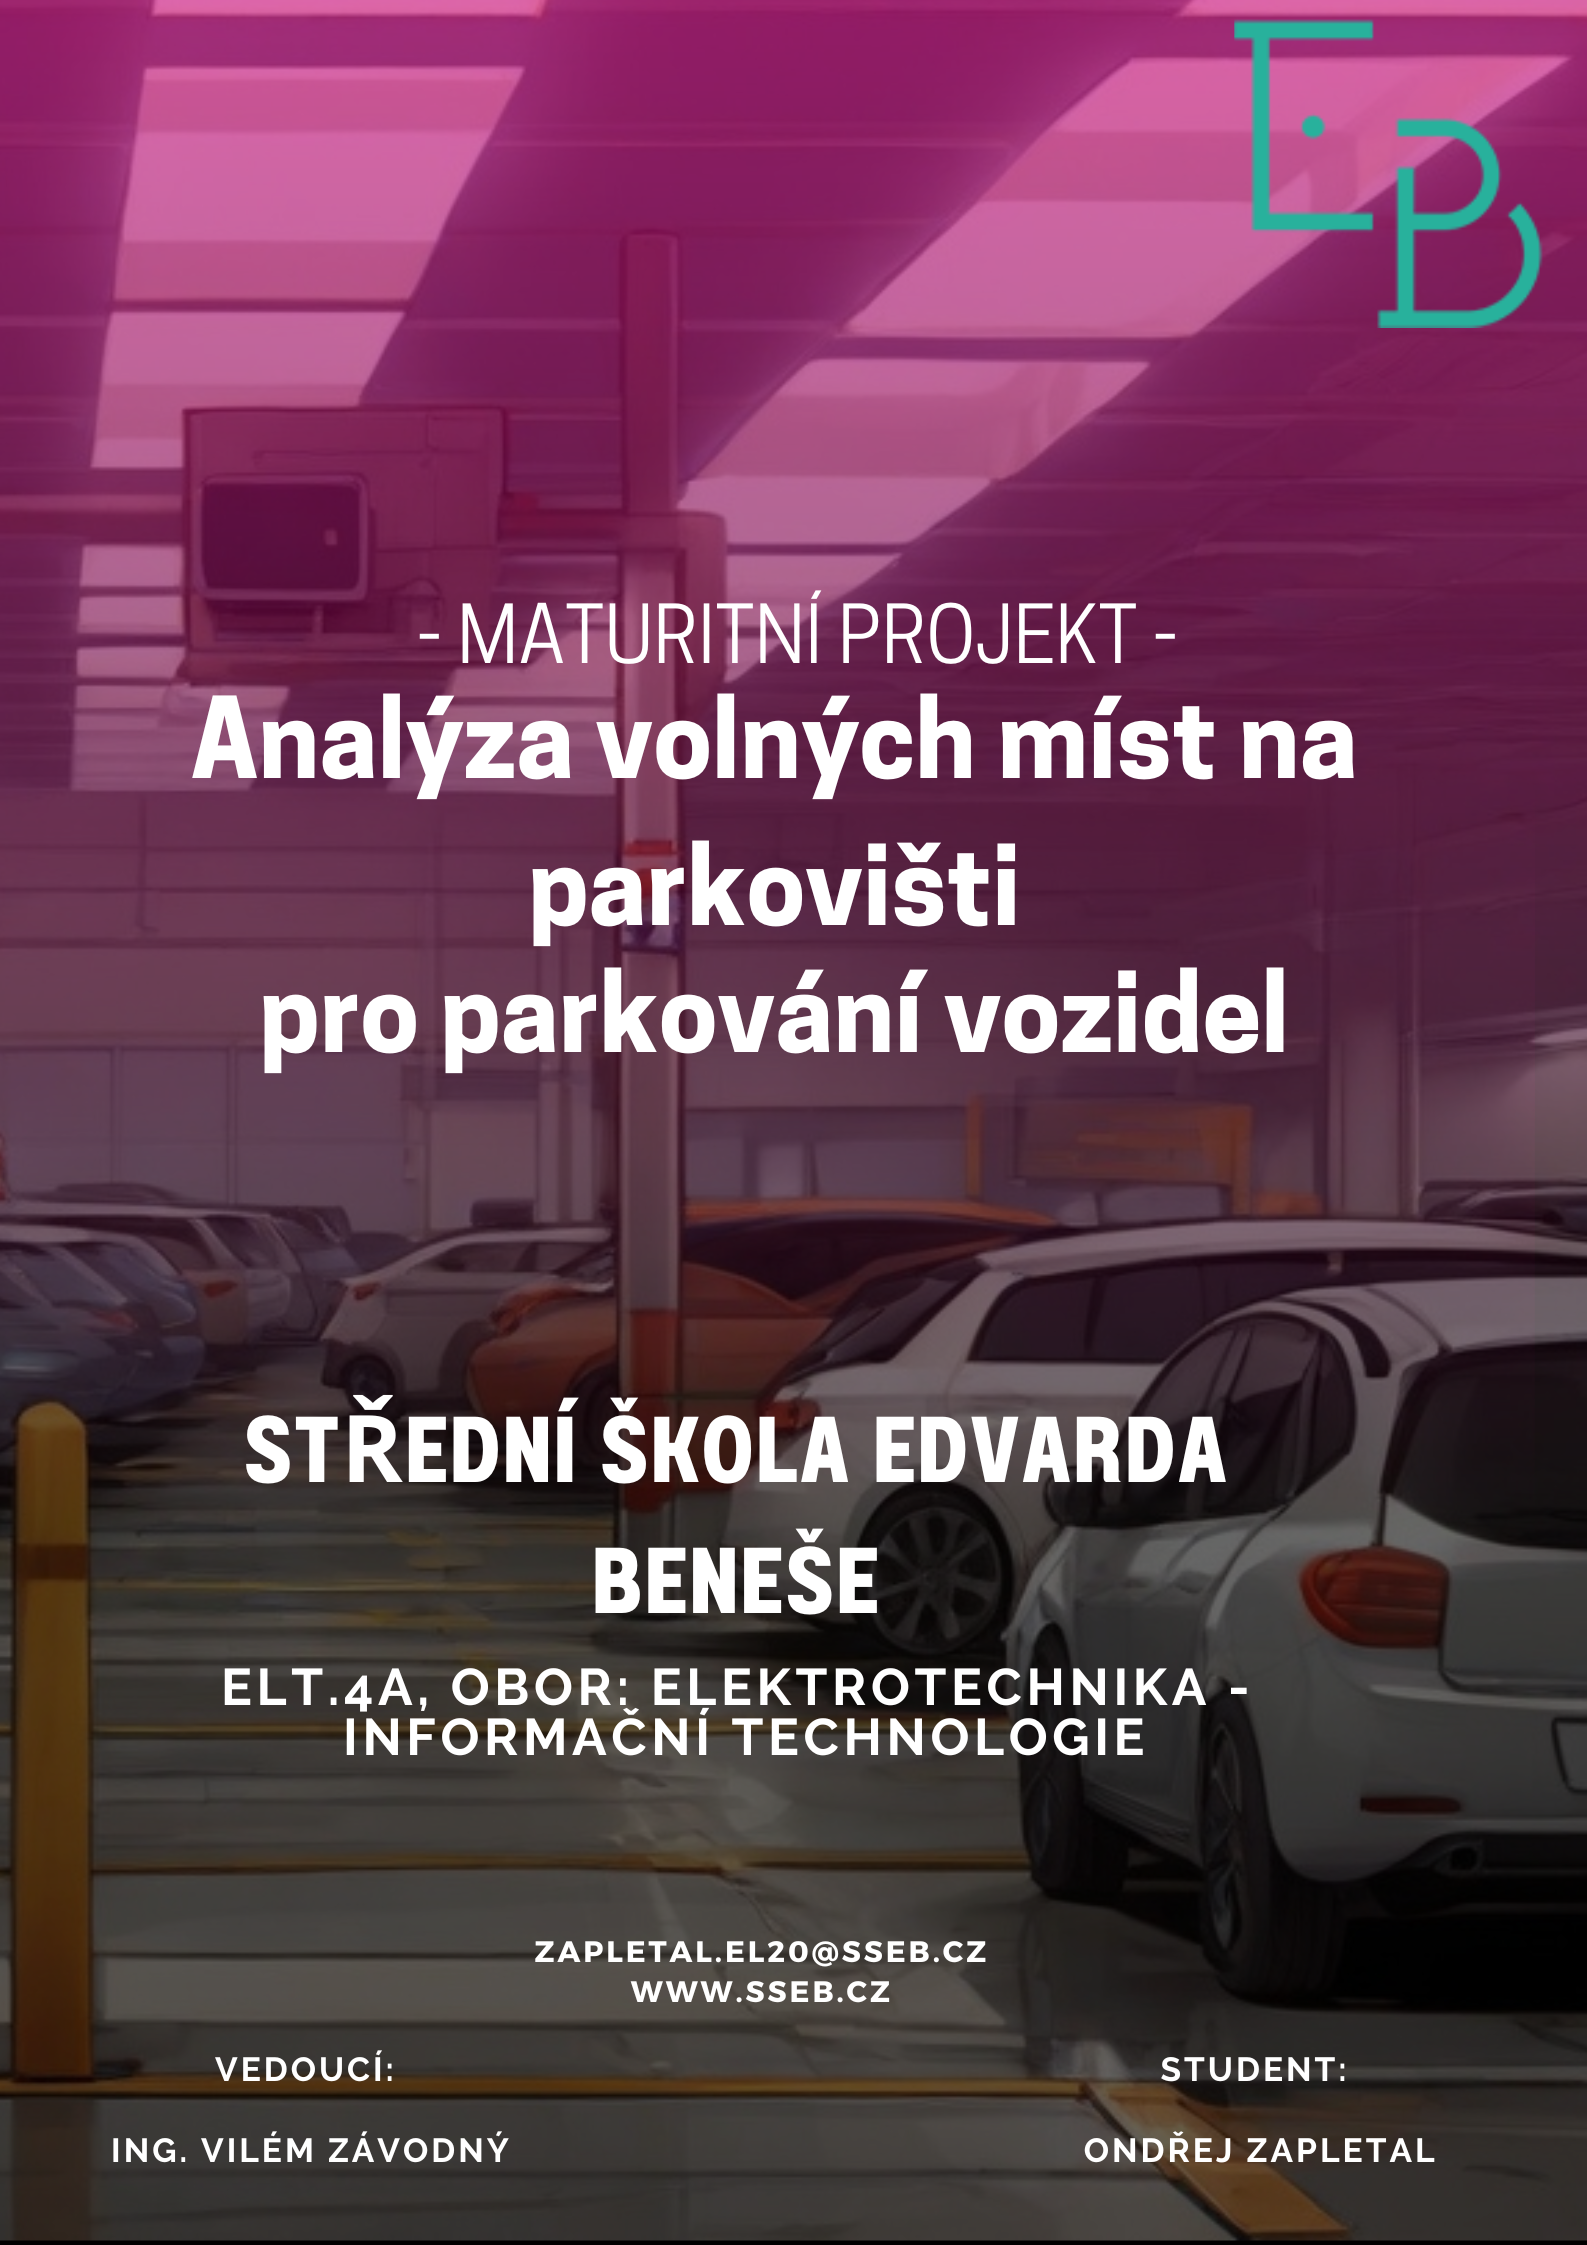 - MATURITNÍ PROJEKT -
Analýza volných míst na
parkovišti
pro parkování vozidel
STŘEDNÍ ŠKOLA EDVARDA
BENEŠE
ELT.4A, OBOR: ELEKTROTECHNIKA -
INFORMAČNÍ TECHNOLOGIE
ZAPLETAL.EL20@SSEB.CZ
WWW.SSEB.CZ
VEDOUCÍ:
STUDENT:
ING. VILÉM ZÁVODNÝ
ONDŘEJ ZAPLETAL